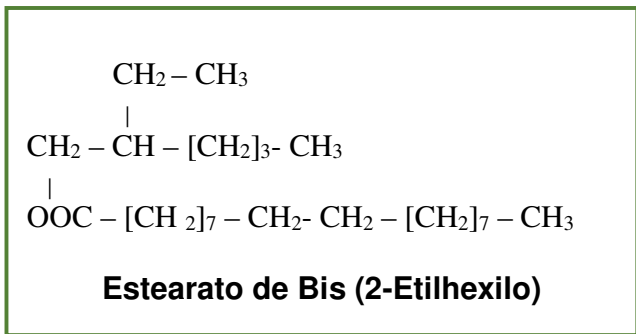 CH₂ – CH₃
|
CH₂ – CH – [CH₂]₃- CH₃
|
OOC – [CH ₂]₇ – CH₂- CH₂ – [CH₂]₇ – CH₃
Estearato de Bis (2-Etilhexilo)